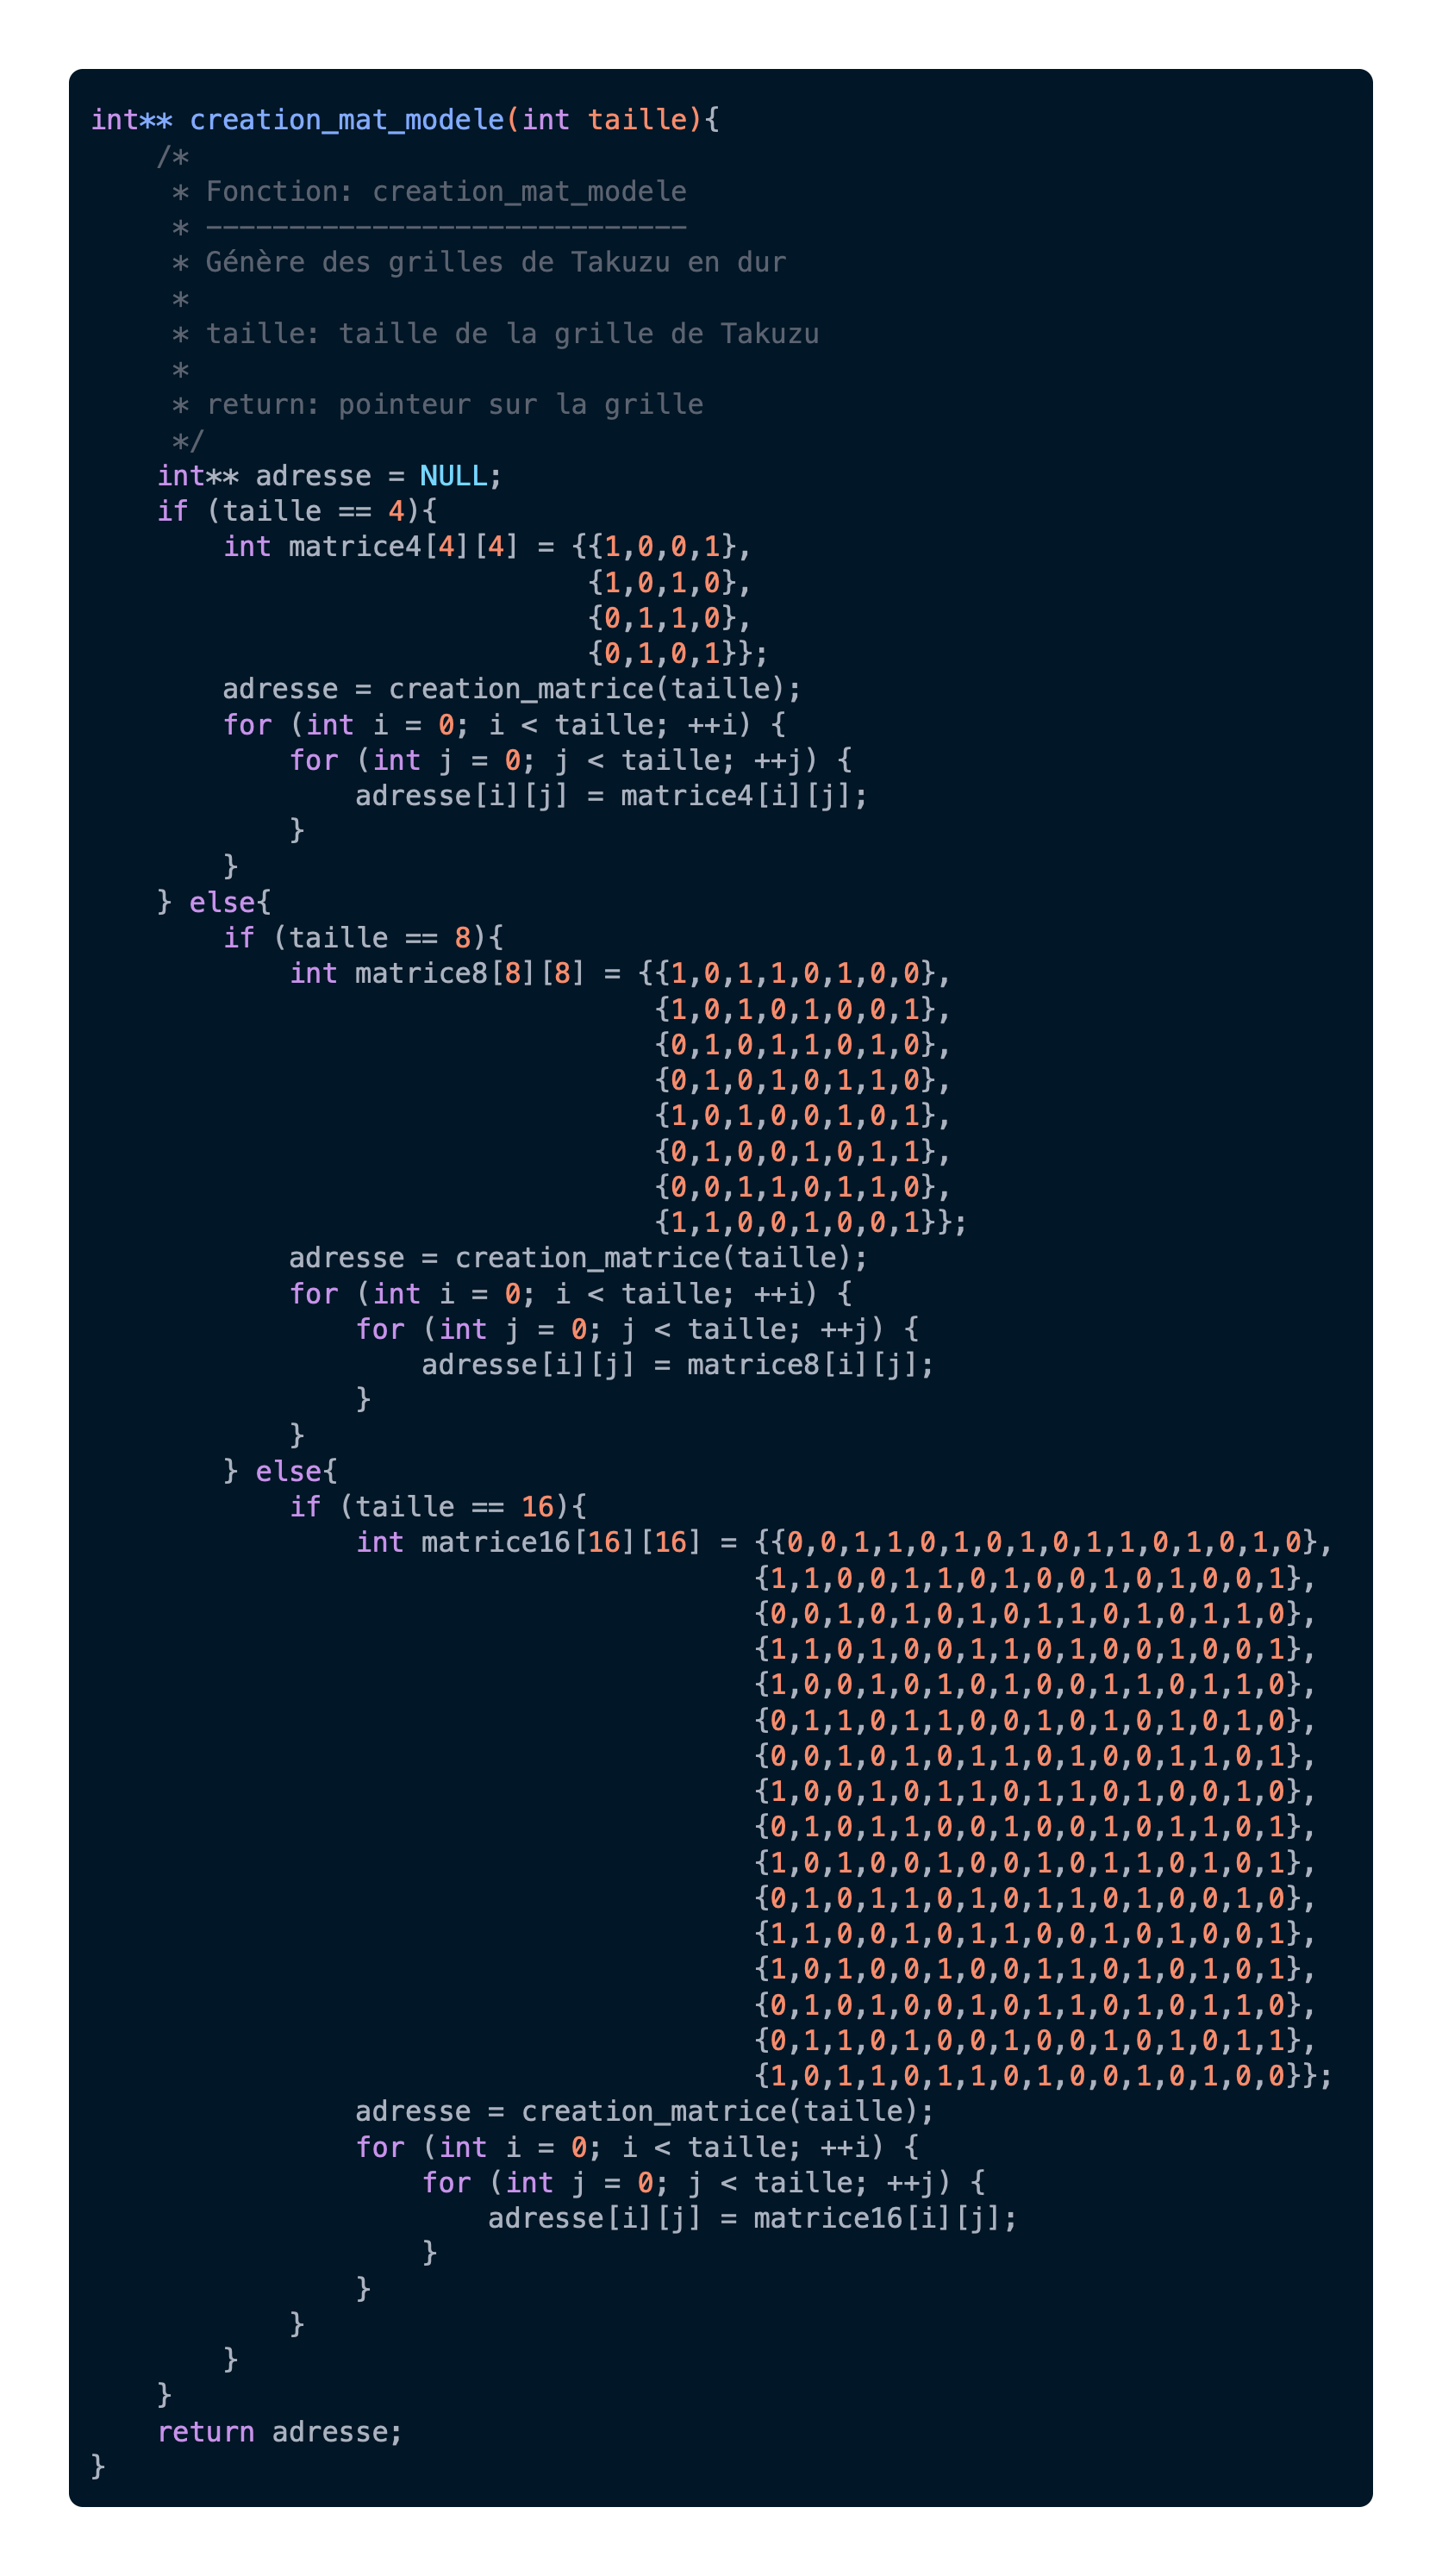 int** creation_mat_modele(int taille){
    /*
     * Fonction: creation_mat_modele
     * -----------------------------
     * Génère des grilles de Takuzu en dur
     *
     * taille: taille de la grille de Takuzu
     *
     * return: pointeur sur la grille
     */
    int** adresse = NULL;
    if (taille == 4){
        int matrice4[4][4] = {{1,0,0,1},
                              {1,0,1,0},
                              {0,1,1,0},
                              {0,1,0,1}};
        adresse = creation_matrice(taille);
        for (int i = 0; i < taille; ++i) {
            for (int j = 0; j < taille; ++j) {
                adresse[i][j] = matrice4[i][j];
            }
        }
    } else{
        if (taille == 8){
            int matrice8[8][8] = {{1,0,1,1,0,1,0,0},
                                  {1,0,1,0,1,0,0,1},
                                  {0,1,0,1,1,0,1,0},
                                  {0,1,0,1,0,1,1,0},
                                  {1,0,1,0,0,1,0,1},
                                  {0,1,0,0,1,0,1,1},
                                  {0,0,1,1,0,1,1,0},
                                  {1,1,0,0,1,0,0,1}};
            adresse = creation_matrice(taille);
            for (int i = 0; i < taille; ++i) {
                for (int j = 0; j < taille; ++j) {
                    adresse[i][j] = matrice8[i][j];
                }
            }
        } else{
            if (taille == 16){
                int matrice16[16][16] = {{0,0,1,1,0,1,0,1,0,1,1,0,1,0,1,0},
                                        {1,1,0,0,1,1,0,1,0,0,1,0,1,0,0,1},
                                        {0,0,1,0,1,0,1,0,1,1,0,1,0,1,1,0},
                                        {1,1,0,1,0,0,1,1,0,1,0,0,1,0,0,1},
                                        {1,0,0,1,0,1,0,1,0,0,1,1,0,1,1,0},
                                        {0,1,1,0,1,1,0,0,1,0,1,0,1,0,1,0},
                                        {0,0,1,0,1,0,1,1,0,1,0,0,1,1,0,1},
                                        {1,0,0,1,0,1,1,0,1,1,0,1,0,0,1,0},
                                        {0,1,0,1,1,0,0,1,0,0,1,0,1,1,0,1},
                                        {1,0,1,0,0,1,0,0,1,0,1,1,0,1,0,1},
                                        {0,1,0,1,1,0,1,0,1,1,0,1,0,0,1,0},
                                        {1,1,0,0,1,0,1,1,0,0,1,0,1,0,0,1},
                                        {1,0,1,0,0,1,0,0,1,1,0,1,0,1,0,1},
                                        {0,1,0,1,0,0,1,0,1,1,0,1,0,1,1,0},
                                        {0,1,1,0,1,0,0,1,0,0,1,0,1,0,1,1},
                                        {1,0,1,1,0,1,1,0,1,0,0,1,0,1,0,0}};
                adresse = creation_matrice(taille);
                for (int i = 0; i < taille; ++i) {
                    for (int j = 0; j < taille; ++j) {
                        adresse[i][j] = matrice16[i][j];
                    }
                }
            }
        }
    }
    return adresse;
}